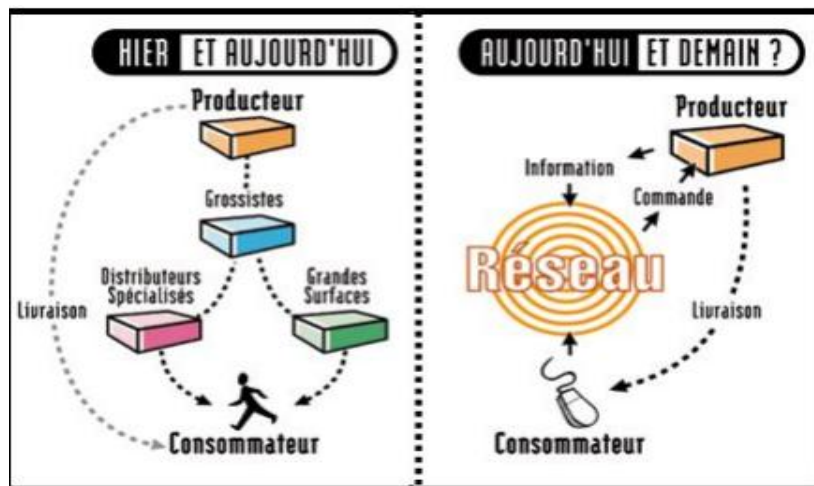 HIER ET AUJOURD'HUI
Producteur
Grossistes
Distributeurs
Spécialisés
Grandes
Surfaces
Livraison
Consommateur
AUJOURD'HUI ET DEMAIN ?
Producteur
Information
Commande
Réseau
Livraison
Consommateur